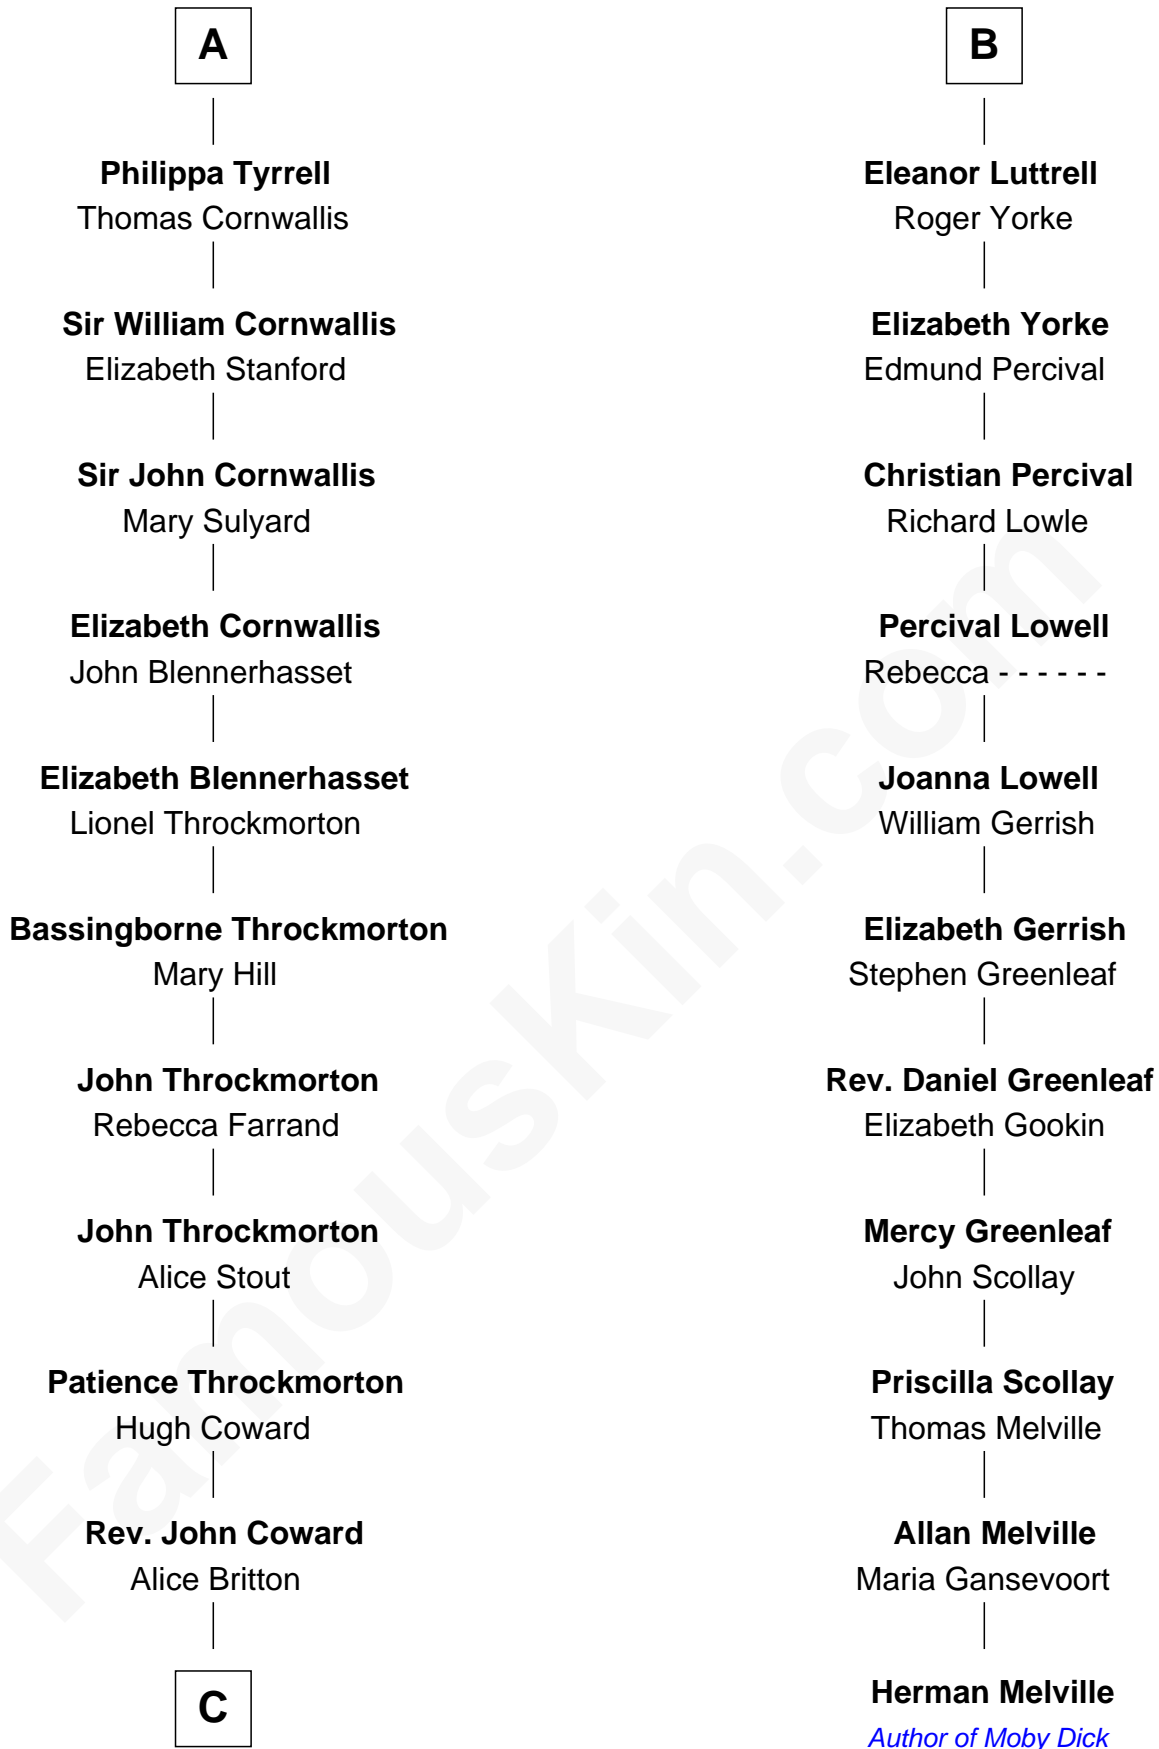 A
Philippa Tyrrell
Thomas Cornwallis
Sir William Cornwallis
Elizabeth Stanford
Sir John Cornwallis
Mary Sulyard
Elizabeth Cornwallis
John Blennerhasset
Elizabeth Blennerhasset
Lionel Throckmorton
Bassingborne Throckmorton
Mary Hill
John Throckmorton
Rebecca Farrand
John Throckmorton
Alice Stout
Patience Throckmorton
Hugh Coward
Rev. John Coward
Alice Britton
C
B
Eleanor Luttrell
Roger Yorke
Elizabeth Yorke
Edmund Percival
Christian Percival
Richard Lowle
Percival Lowell
Rebecca - - - - - -
Joanna Lowell
William Gerrish
Elizabeth Gerrish
Stephen Greenleaf
Rev. Daniel Greenleaf
Elizabeth Gookin
Mercy Greenleaf
John Scollay
Priscilla Scollay
Thomas Melville
Allan Melville
Maria Gansevoort
Herman Melville
Author of Moby Dick
FamousKin.com